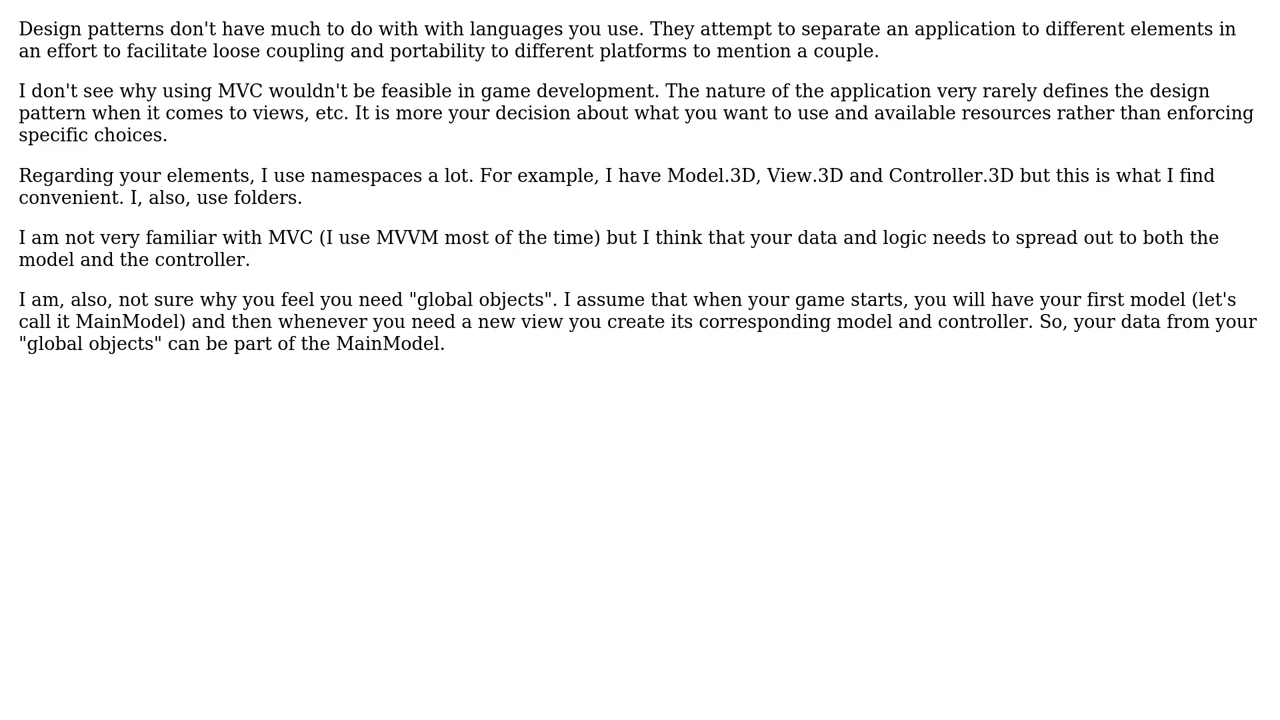 Design patterns don't have much to do with with languages you use. They attempt to separate an application to different elements in
an effort to facilitate loose coupling and portability to different platforms to mention a couple.
I don't see why using MVC wouldn't be feasible in game development. The nature of the application very rarely defines the design
pattern when it comes to views, etc. It is more your decision about what you want to use and available resources rather than enforcing
specific choices.
Regarding your elements, I use namespaces a lot. For example, I have Model.3D, View.3D and Controller.3D but this is what I find
convenient. I, also, use folders.
I am not very familiar with MVC (I use MVVM most of the time) but I think that your data and logic needs to spread out to both the
model and the controller.
I am, also, not sure why you feel you need "global objects". I assume that when your game starts, you will have your first model (let's
call it MainModel) and then whenever you need a new view you create its corresponding model and controller. So, your data from your
"global objects" can be part of the MainModel.